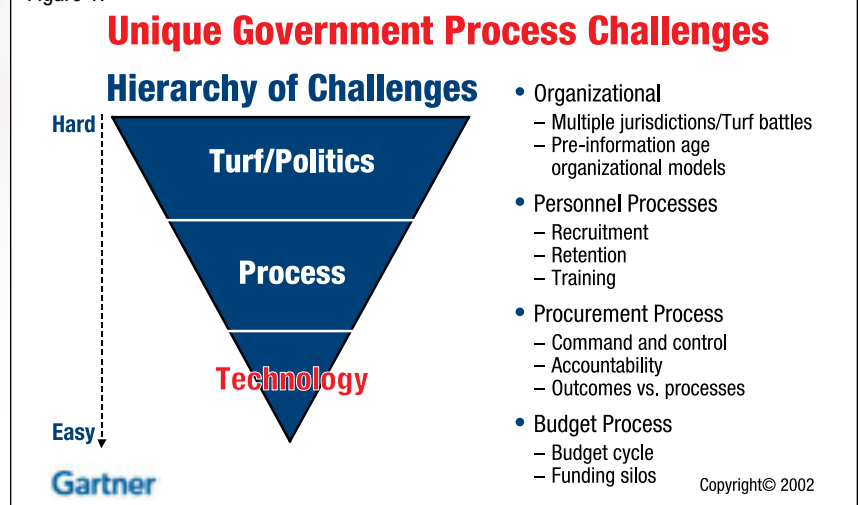 Unique Government Process Challenges
Hierarchy of Challenges
Hard
Turf/Politics
Process
Technology
Easy
Gartner
• Organizational
– Multiple jurisdictions/Turf battles
– Pre-information age
organizational models
• Personnel Processes
– Recruitment
– Retention
– Training
• Procurement Process
– Command and control
– Accountability
– Outcomes vs. processes
• Budget Process
– Budget cycle
– Funding silos
Copyright© 2002